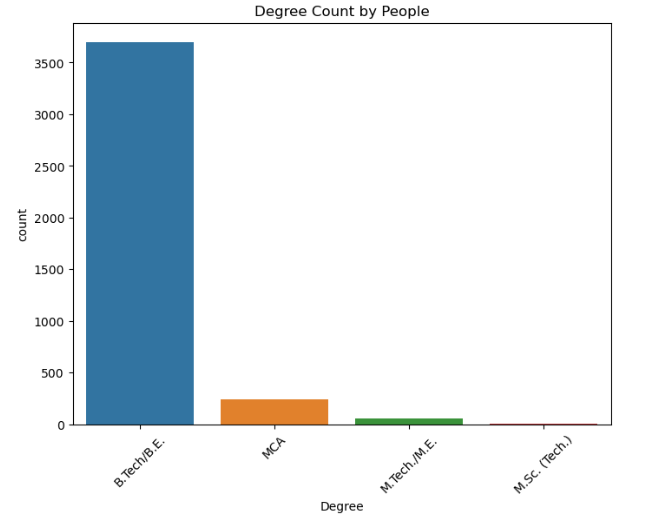 Degree Count by People
3500
3000
2500
2000
1500
1000
500
0
count
B.Tech/B.E.
MCA
M.Tech./M.E.
M.Sc. (Tech.)
Degree